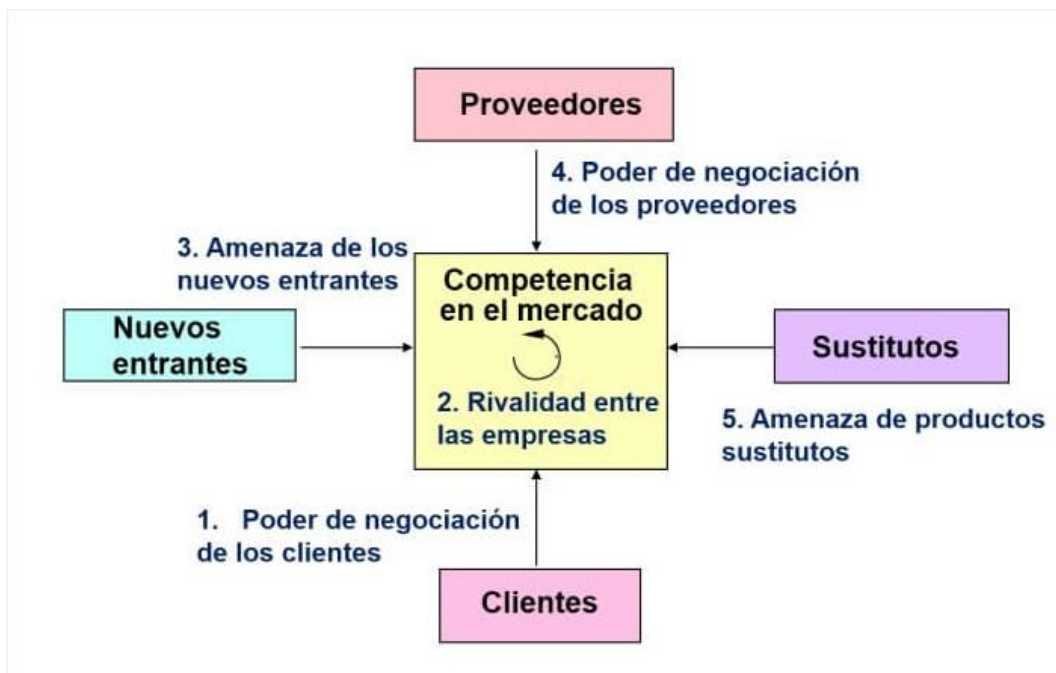 Proveedores
4. Poder de negociación
de los proveedores
3. Amenaza de los
nuevos entrantes
Competencia
en el mercado
Nuevos
entrantes
Sustitutos
2. Rivalidad entre
las empresas
5. Amenaza de productos
sustitutos
1. Poder de negociación
de los clientes
Clientes